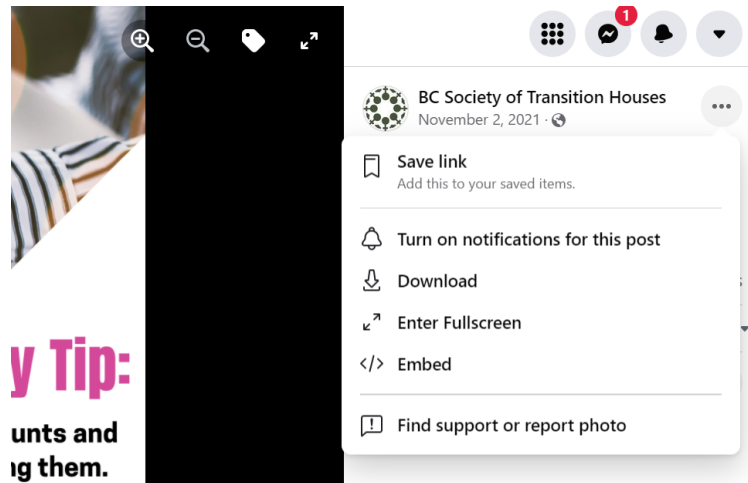 1
BC Society of Transition Houses
November 2, 2021 ·
Save link
Add this to your saved items.
Turn on notifications for this post
Download
Enter Fullscreen
Embed
Find support or report photo
y Tip:
unts and
ng them.